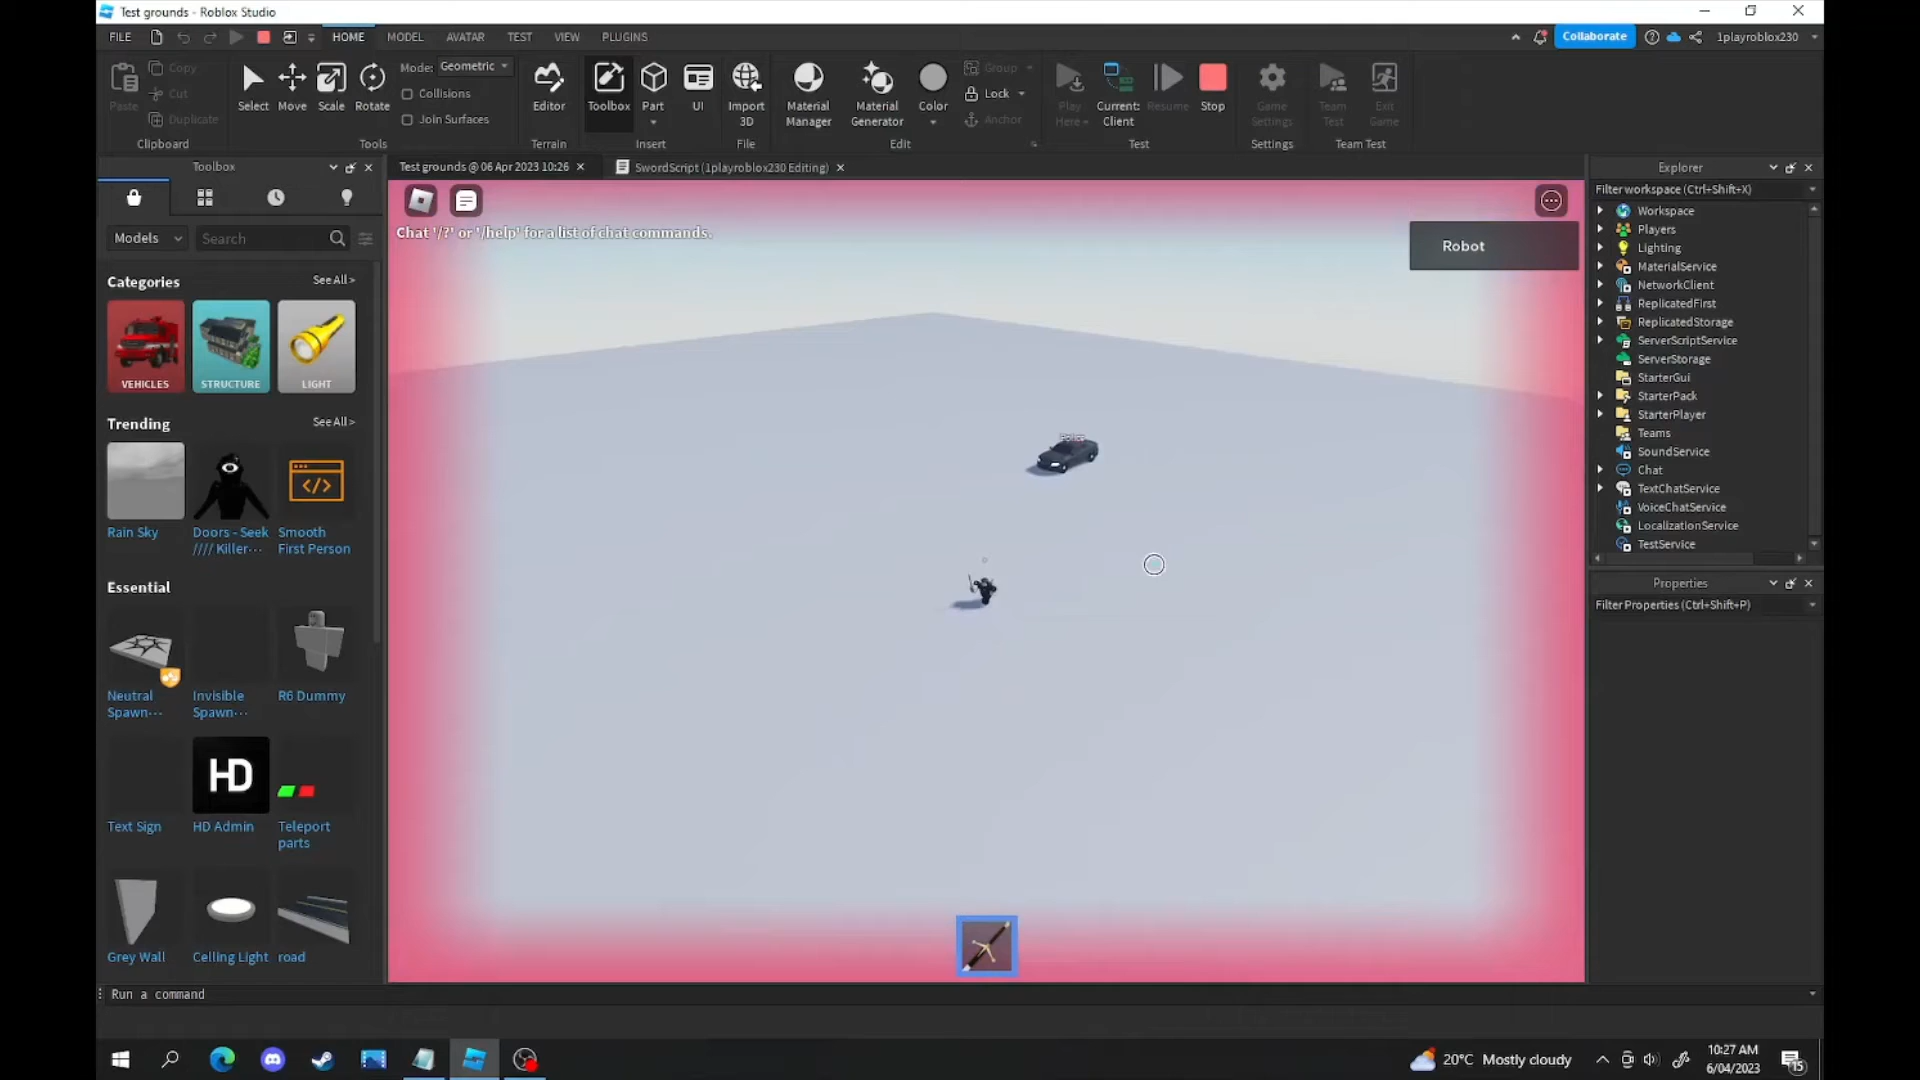 Test grounds - Roblox Studio
FILE
HOME
MODEL
AVATAR
TEST
VIEW
PLUGINS
Collaborate
1playroblox230
Paste
Copy
Cut
Duplicate
Clipboard
Select
Move
Scale
Rotate
Mode: Geometric
Collisions
Join Surfaces
Tools
Editor
Terrain
Toolbox
Part
UI
Insert
Import
3D
File
Material
Manager
Material
Generator
Color
Group
Lock
Anchor
Edit
Play
Here
Current:
Client
Resume
Stop
Test
Game
Settings
Settings
Team
Test
Exit
Game
Team Test
Toolbox
Test grounds @ 06 Apr 2023 10:26
SwordScript (1playroblox230 Editing)
Explorer
Models
Search
Categories
See All >
VEHICLES
STRUCTURE
LIGHT
Trending
See All >
Rain Sky
Doors - Seek
//// Killer···
Smooth
First Person
Essential
Neutral
Spawn···
Invisible
Spawn···
R6 Dummy
HD
Text Sign
HD Admin
Teleport
parts
Grey Wall
Celling Light
road
Chat '/?' or '/help' for a list of chat commands.
Robot
Filter workspace (Ctrl+Shift+X)
Workspace
Players
Lighting
MaterialService
NetworkClient
ReplicatedFirst
ReplicatedStorage
ServerScriptService
ServerStorage
StarterGui
StarterPack
StarterPlayer
Teams
SoundService
Chat
TextChatService
VoiceChatService
LocalizationService
TestService
Properties
Filter Properties (Ctrl+Shift+P)
Run a command
20°C Mostly cloudy
10:27 AM
6/04/2023
15